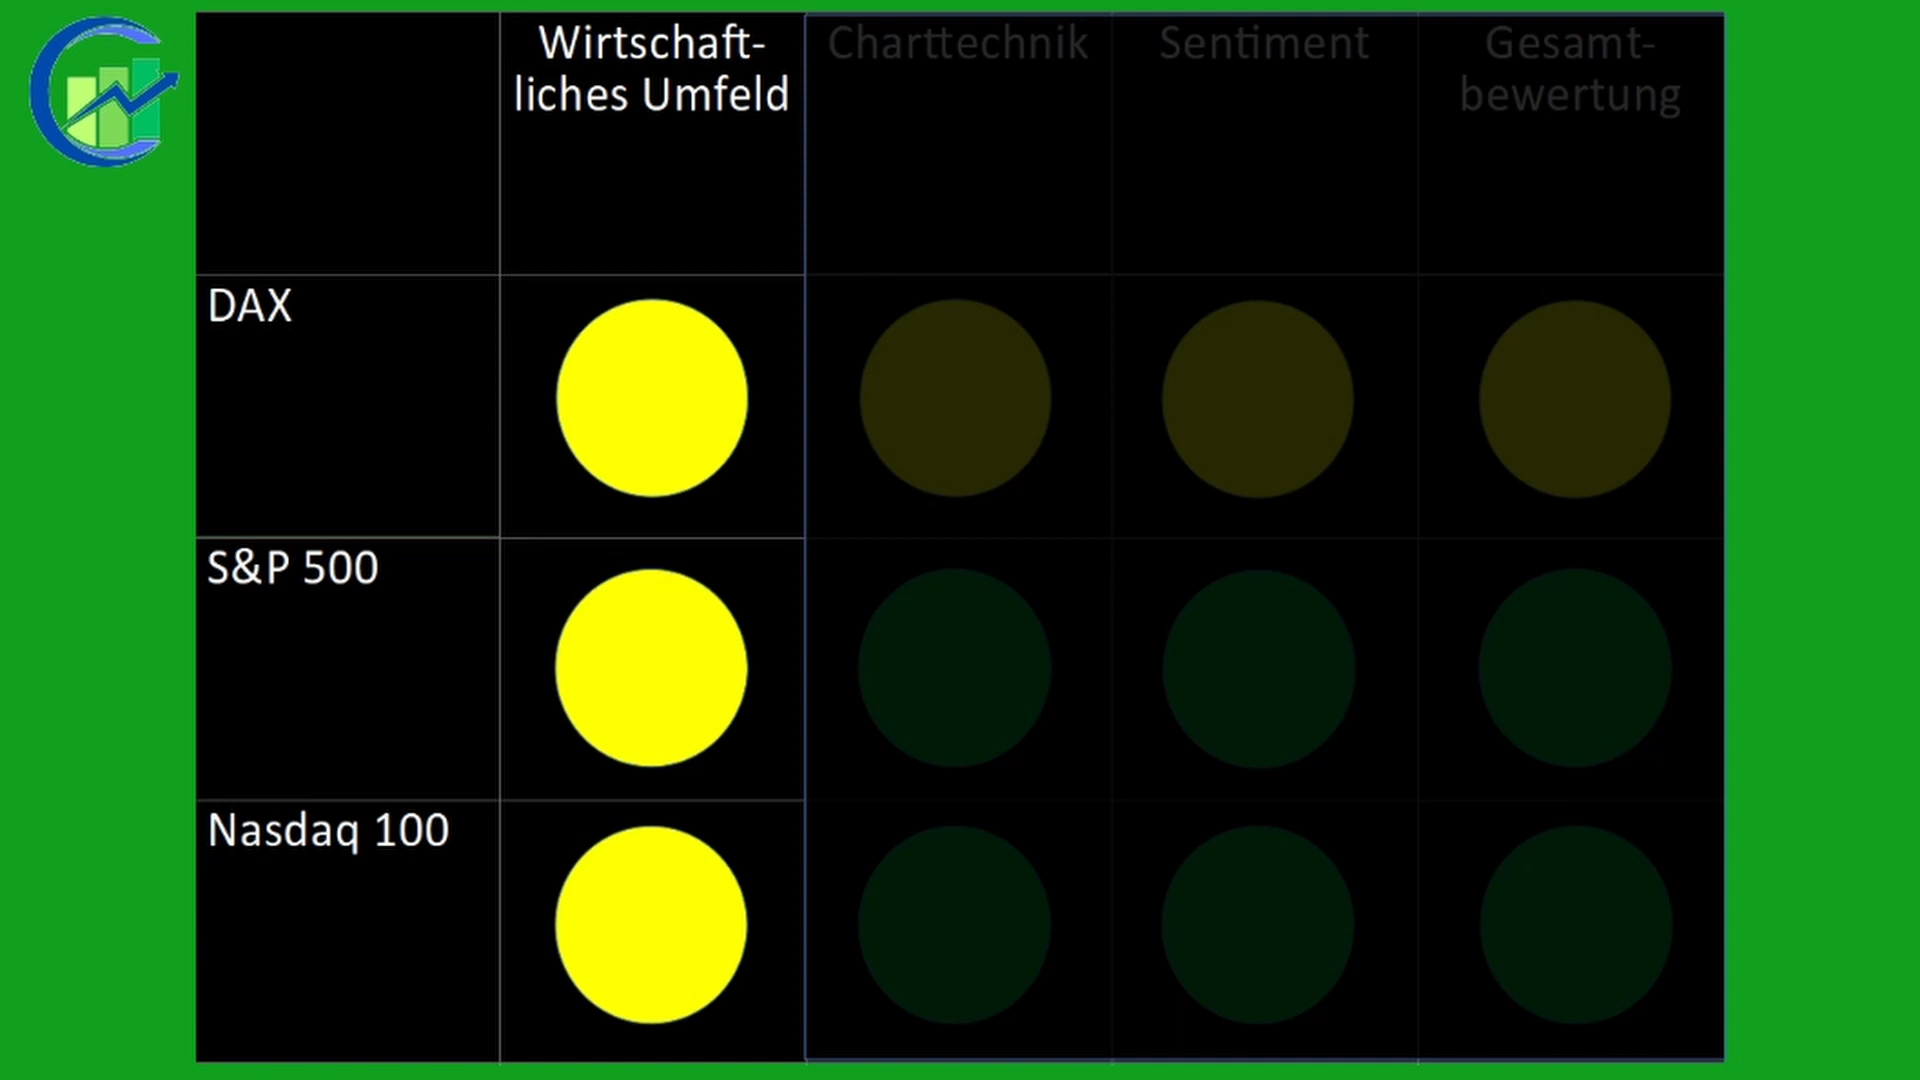 Wirtschaft-
liches Umfeld
Charttechnik
Sentiment
Gesamt-
bewertung
DAX
S&P 500
Nasdaq 100